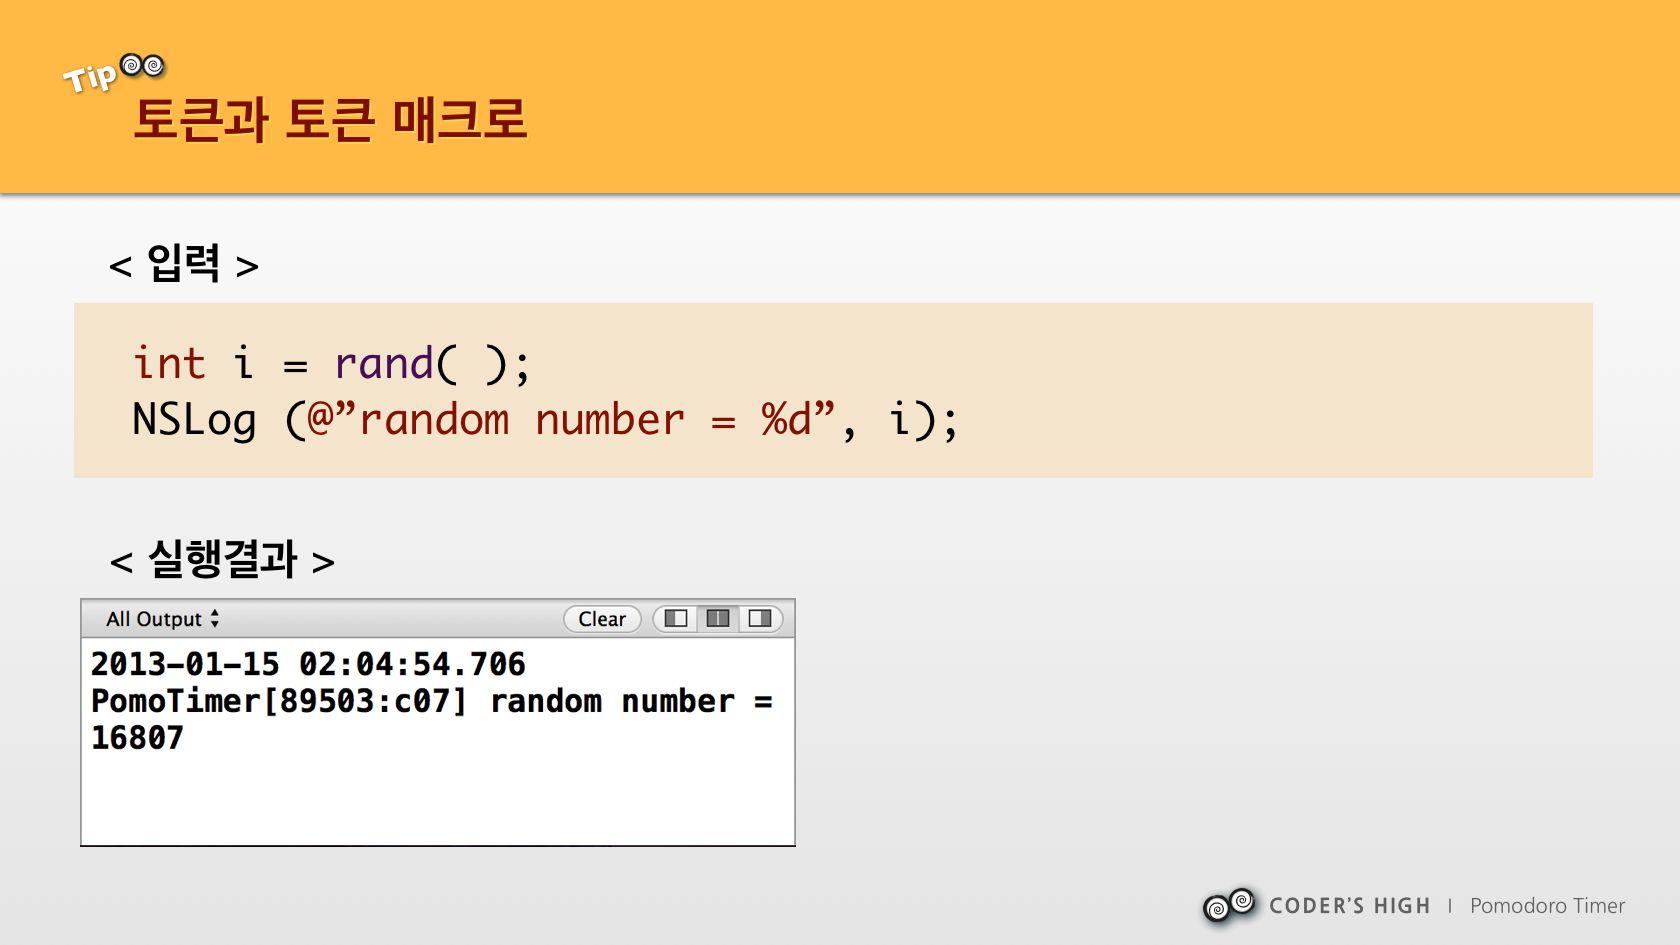 Tip
토큰과 토큰 매크로
< 입력 >
int i = rand( );
NSLog (@”random number = %d”, i);
< 실행결과 >
All Output
Clear
2013-01-15 02:04:54.706
PomoTimer[89503:c07] random number =
16807
CODER’S HIGH | Pomodoro Timer